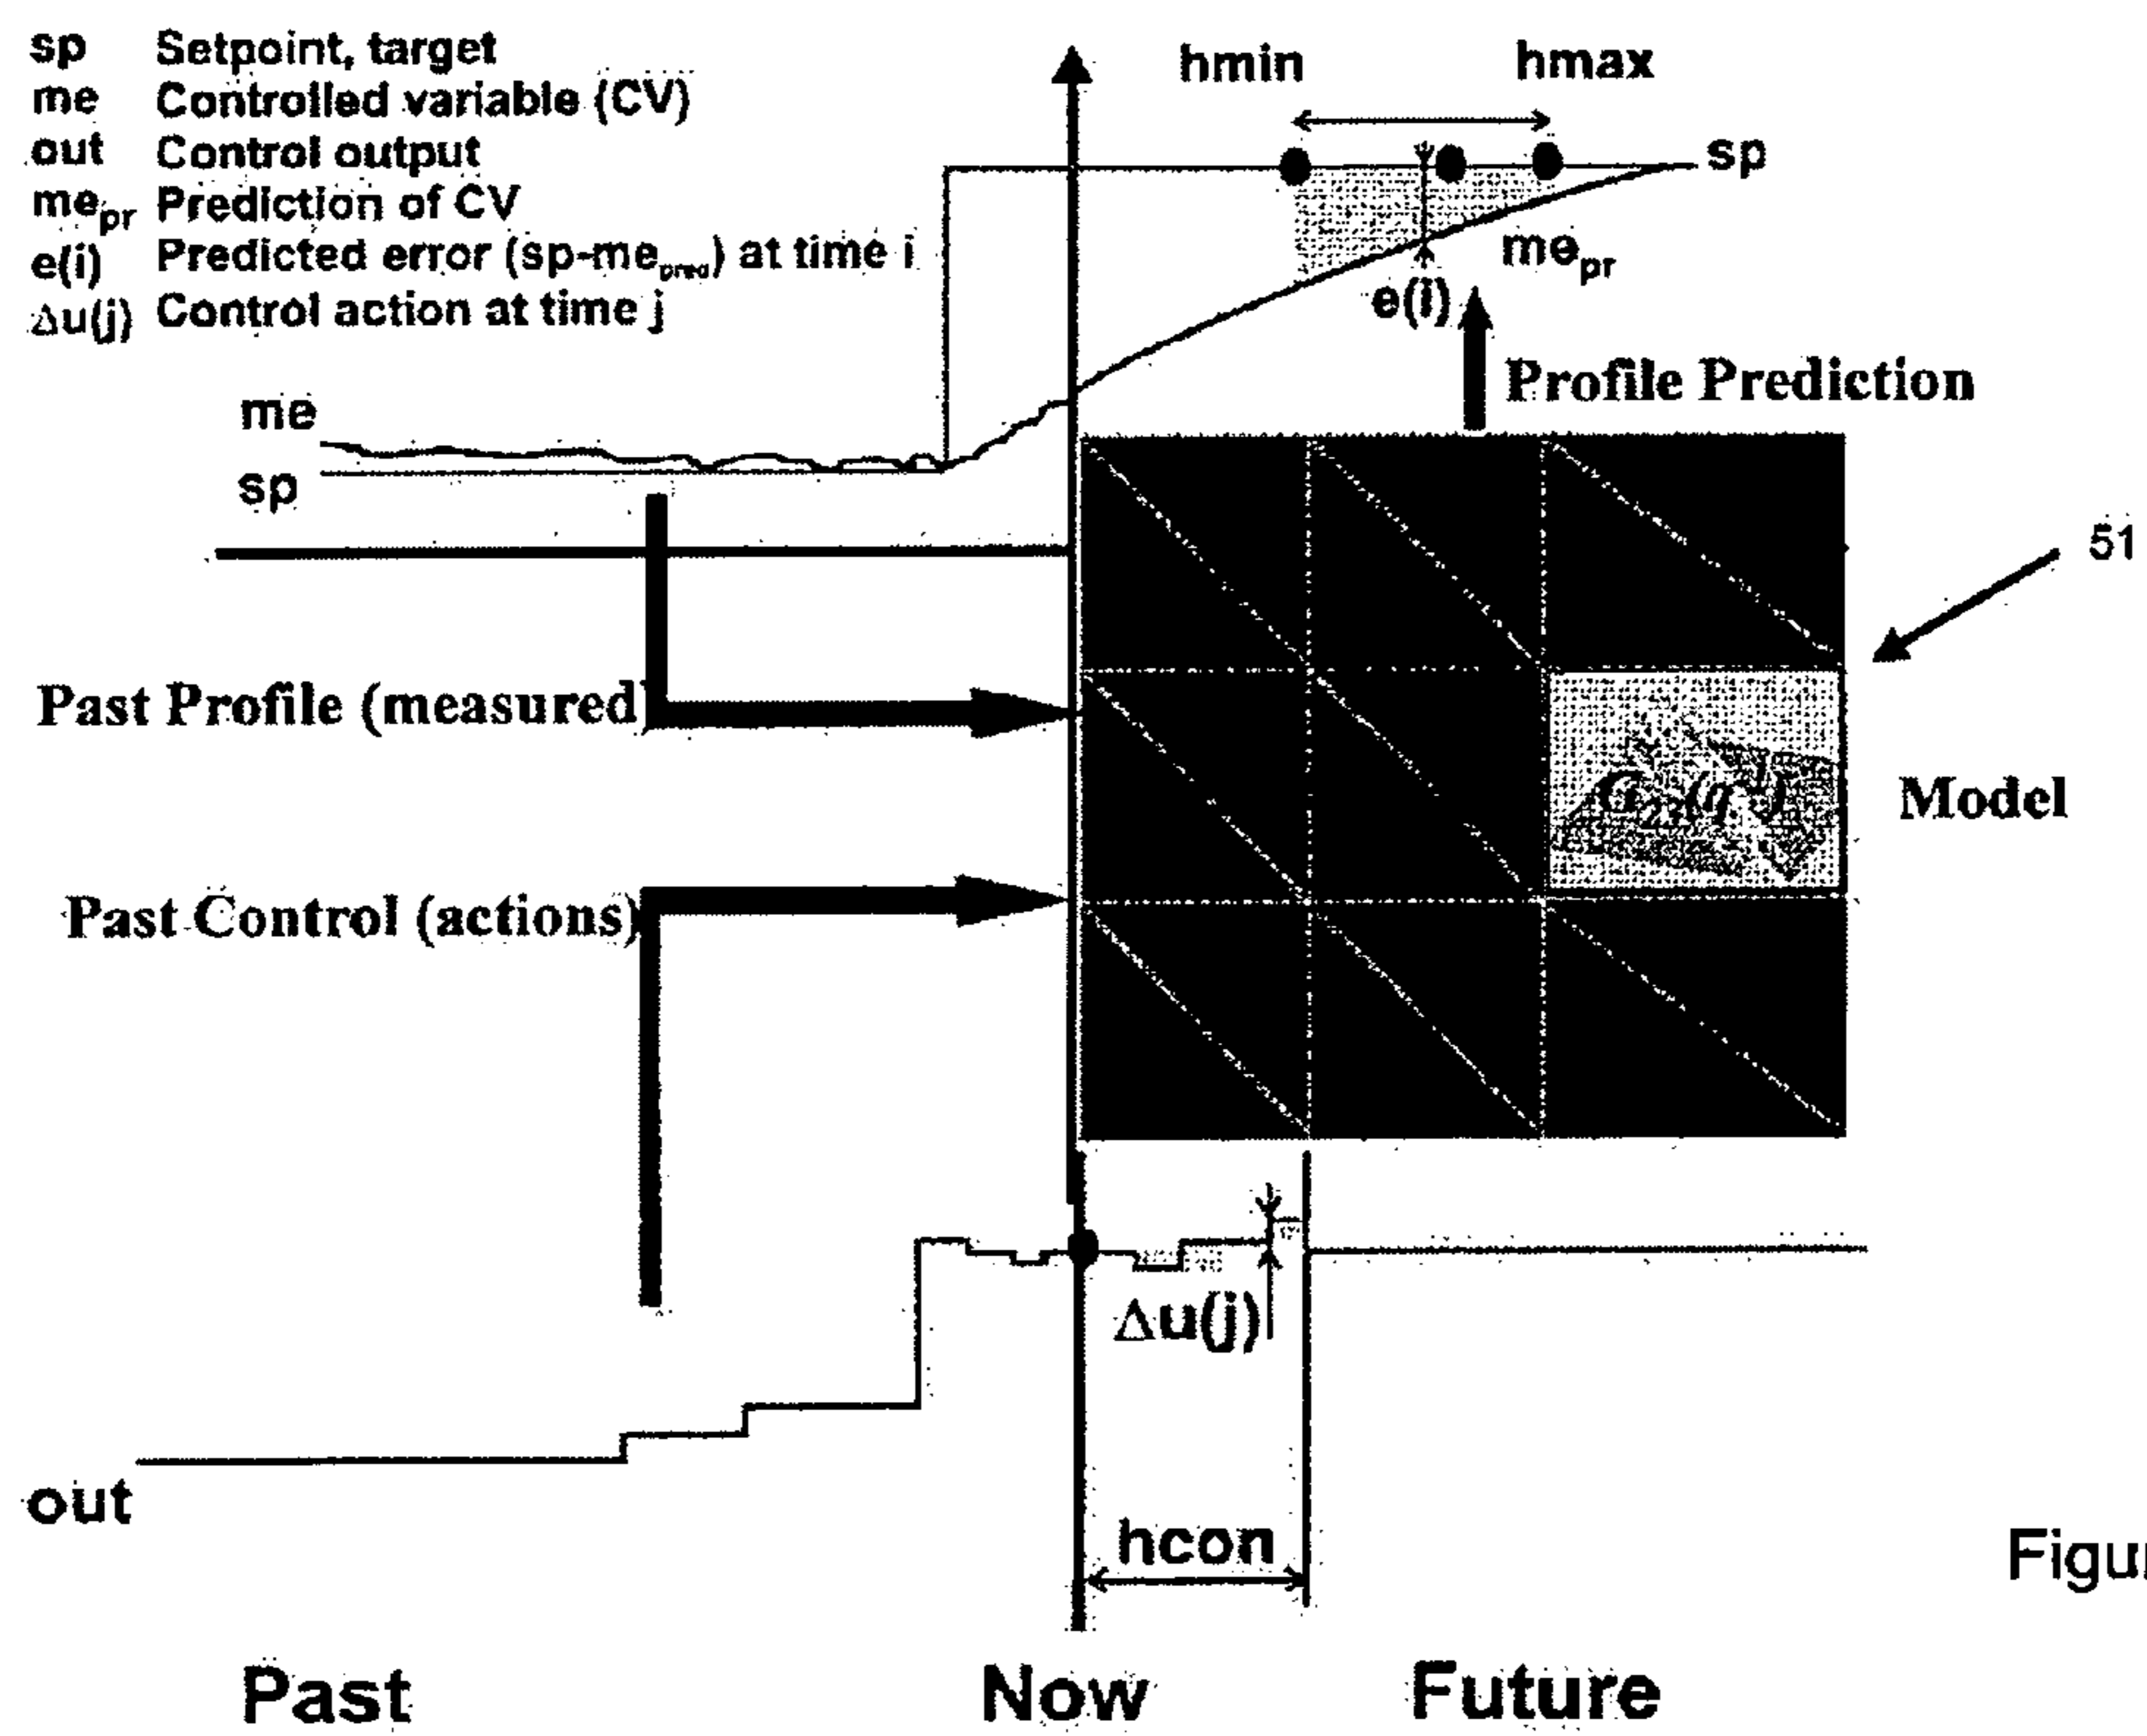 sp Setpoint, target
me Controlled variable (CV)
out Control output
me_pr Prediction of CV
e(i) Predicted error (sp-me_pred) at time i
Δu(j) Control action at time j
hmin hmax
sp
me_pr
e(i)
Profile Prediction
me
sp
51
Past Profile (measured)
Model
Past Control (actions)
Δu(j)
out
hcon
Past Now Future